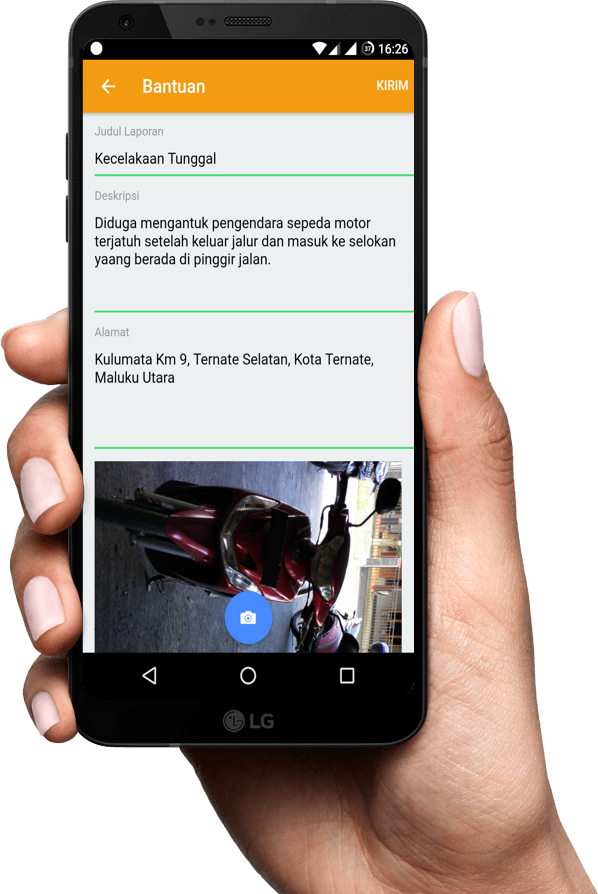 37 16:26
Bantuan KIRIM
Judul Laporan
Kecelakaan Tunggal
Deskripsi
Diduga mengantuk pengendara sepeda motor
terjatuh setelah keluar jalur dan masuk ke selokan
yaang berada di pinggir jalan.
Alamat
Kulumata Km 9, Ternate Selatan, Kota Ternate,
Maluku Utara
LG